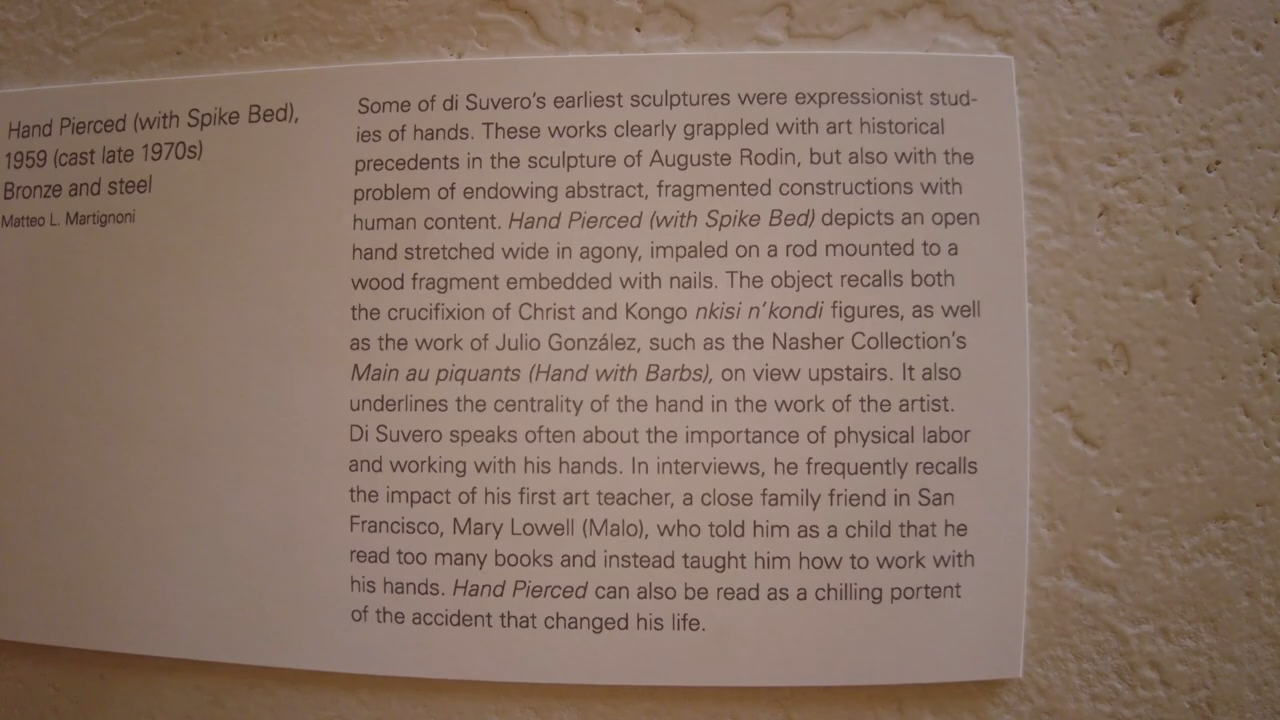 Hand Pierced (with Spike Bed),
1959 (cast late 1970s)
Bronze and steel
Matteo L. Martignoni
Some of di Suvero's earliest sculptures were expressionist stud-
ies of hands. These works clearly grappled with art historical
precedents in the sculpture of Auguste Rodin, but also with the
problem of endowing abstract, fragmented constructions with
human content. Hand Pierced (with Spike Bed) depicts an open
hand stretched wide in agony, impaled on a rod mounted to a
wood fragment embedded with nails. The object recalls both
the crucifixion of Christ and Kongo nkisi n'kondi figures, as well
as the work of Julio González, such as the Nasher Collection's
Main au piquants (Hand with Barbs), on view upstairs. It also
underlines the centrality of the hand in the work of the artist.
Di Suvero speaks often about the importance of physical labor
and working with his hands. In interviews, he frequently recalls
the impact of his first art teacher, a close family friend in San
Francisco, Mary Lowell (Malo), who told him as a child that he
read too many books and instead taught him how to work with
his hands. Hand Pierced can also be read as a chilling portent
of the accident that changed his life.